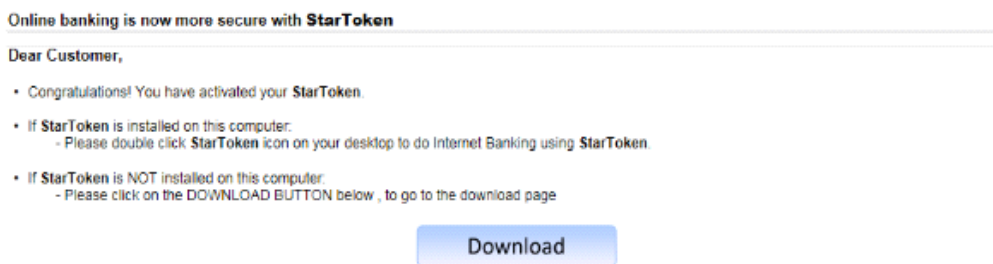 Online banking is now more secure with StarToken
Dear Customer,
• Congratulations! You have activated your StarToken.
• If StarToken is installed on this computer:
- Please double click StarToken icon on your desktop to do Internet Banking using StarToken.
• If StarToken is NOT installed on this computer:
- Please click on the DOWNLOAD BUTTON below , to go to the download page
Download